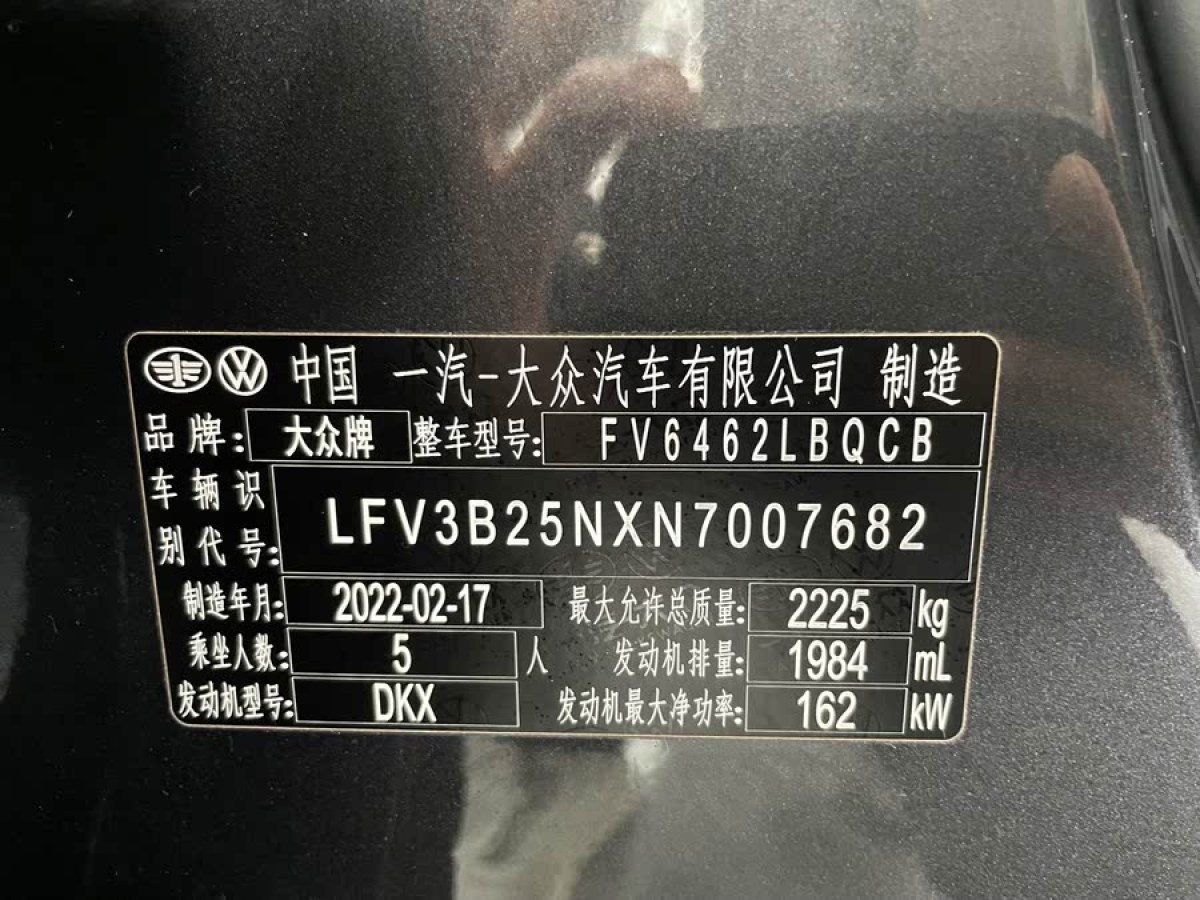 中国 一汽-大众汽车有限公司 制造
品牌: 大众牌 整车型号: FV6462LBQCB
车辆识别代号: LFV3B25NXN7007682
制造年月: 2022-02-17 最大允许总质量: 2225 kg
乘坐人数: 5 人 发动机排量: 1984 mL
发动机型号: DKX 发动机最大净功率: 162 kW